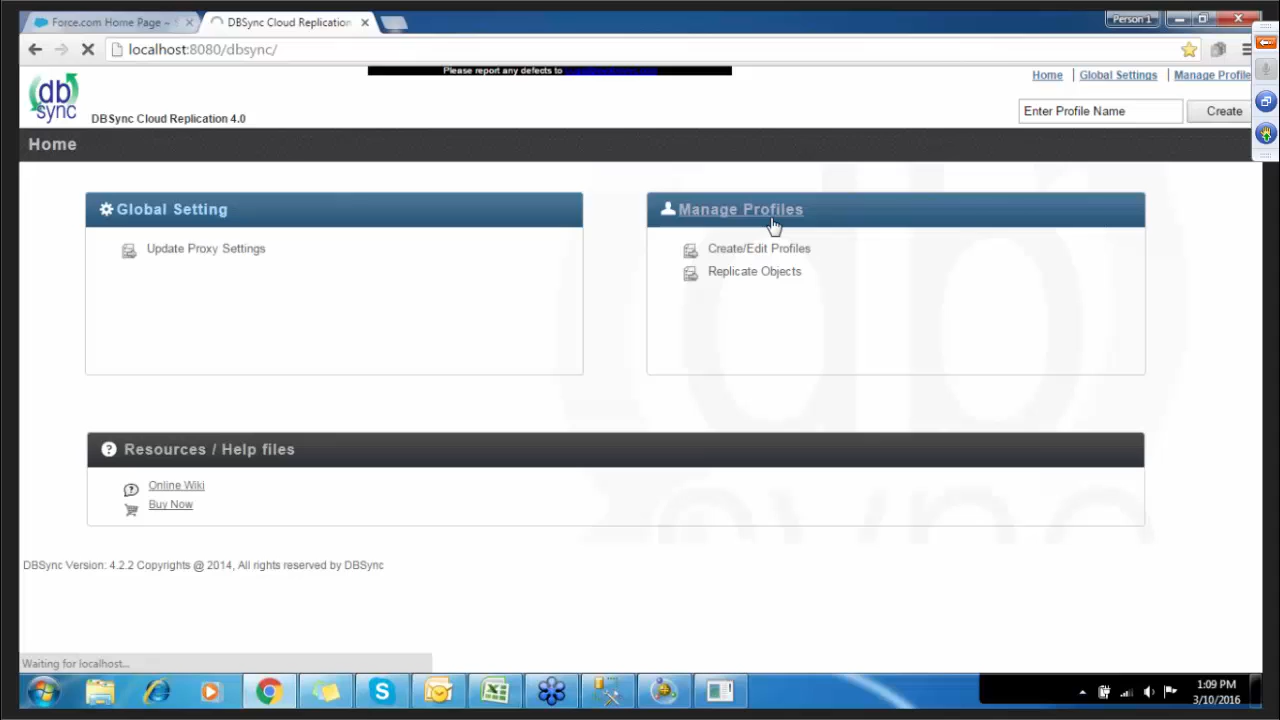 Force.com Home Page ~
DBSync Cloud Replication
Person 1
localhost:8080/dbsync/
Please report any defects to
Home | Global Settings | Manage Profile
db
sync
DBSync Cloud Replication 4.0
Enter Profile Name
Create
Home
Global Setting
Update Proxy Settings
Manage Profiles
Create/Edit Profiles
Replicate Objects
Resources / Help files
Online Wiki
Buy Now
DBSync Version: 4.2.2 Copyrights @ 2014, All rights reserved by DBSync
Waiting for localhost...
1:09 PM
3/10/2016